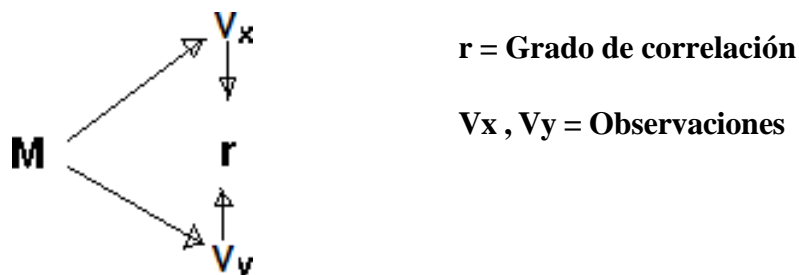 Vx
r = Grado de correlación
Vx , Vy = Observaciones
M
r
Vy